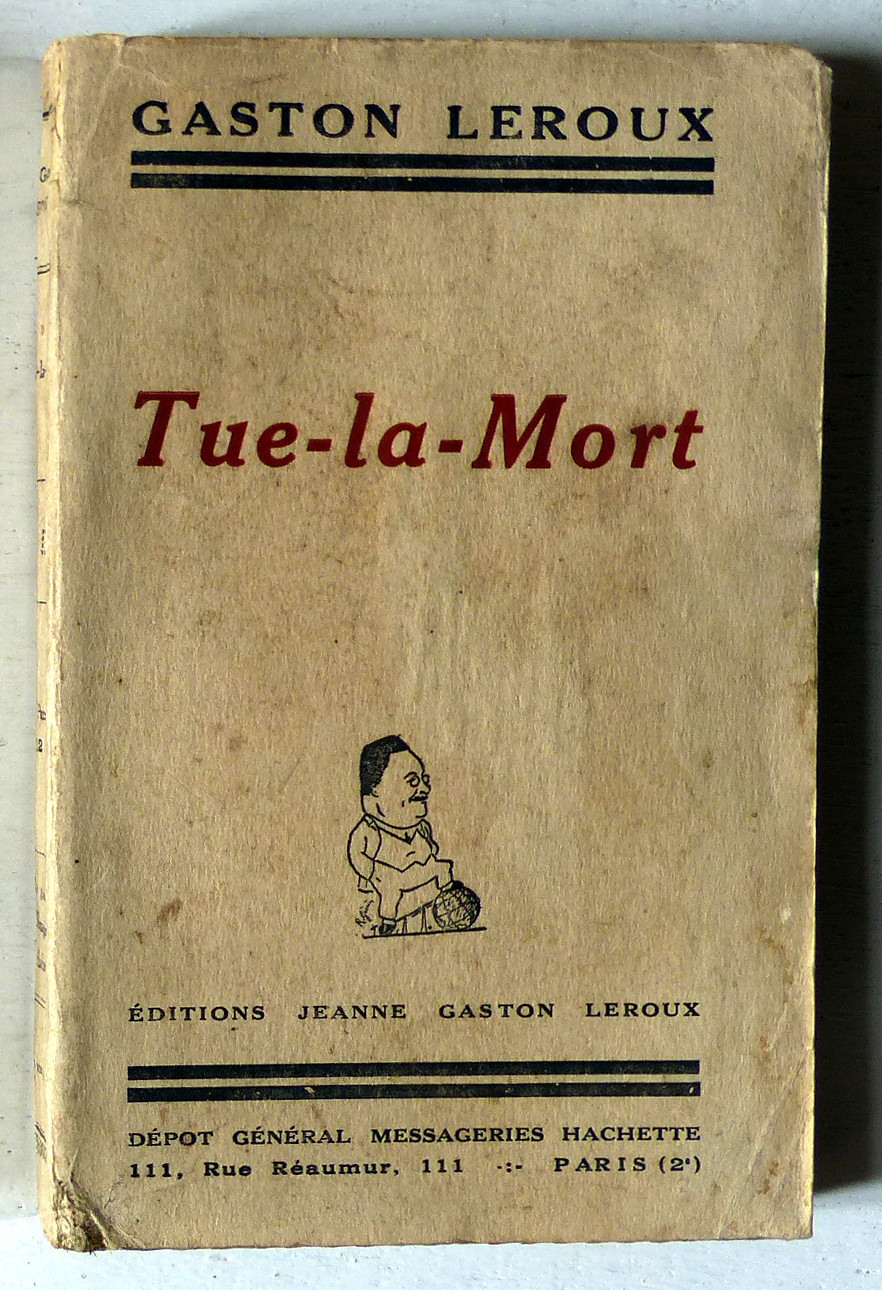 GASTON LEROUX
Tue-la-Mort
ÉDITIONS JEANNE GASTON LEROUX
DÉPOT GÉNÉRAL MESSAGERIES HACHETTE
111, Rue Réaumur, 111 -:- PARIS (2ᵉ)